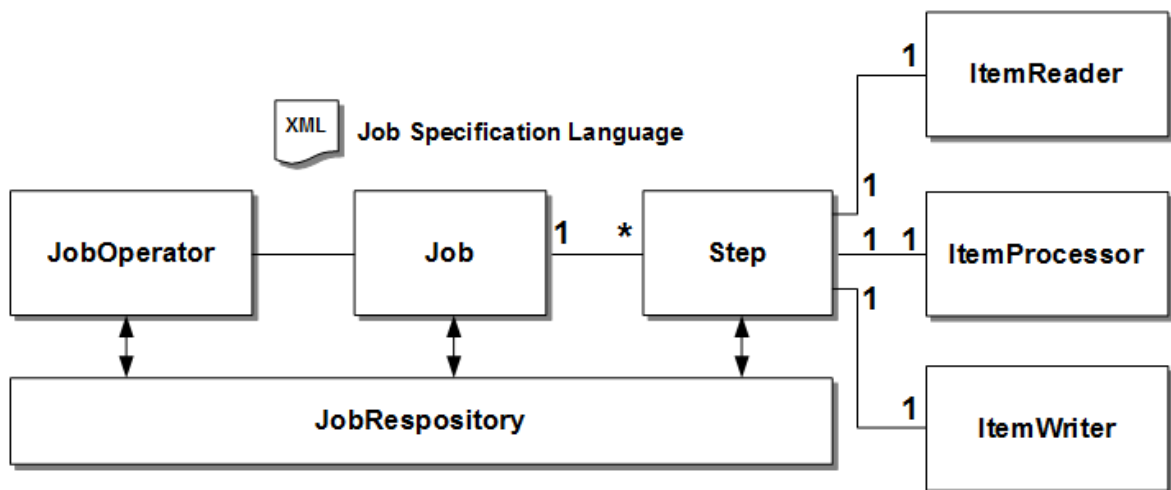 ItemReader
XML
Job Specification Language
JobOperator
Job
1
*
Step
1
1
1
1
ItemProcessor
1
1
JobRespository
ItemWriter